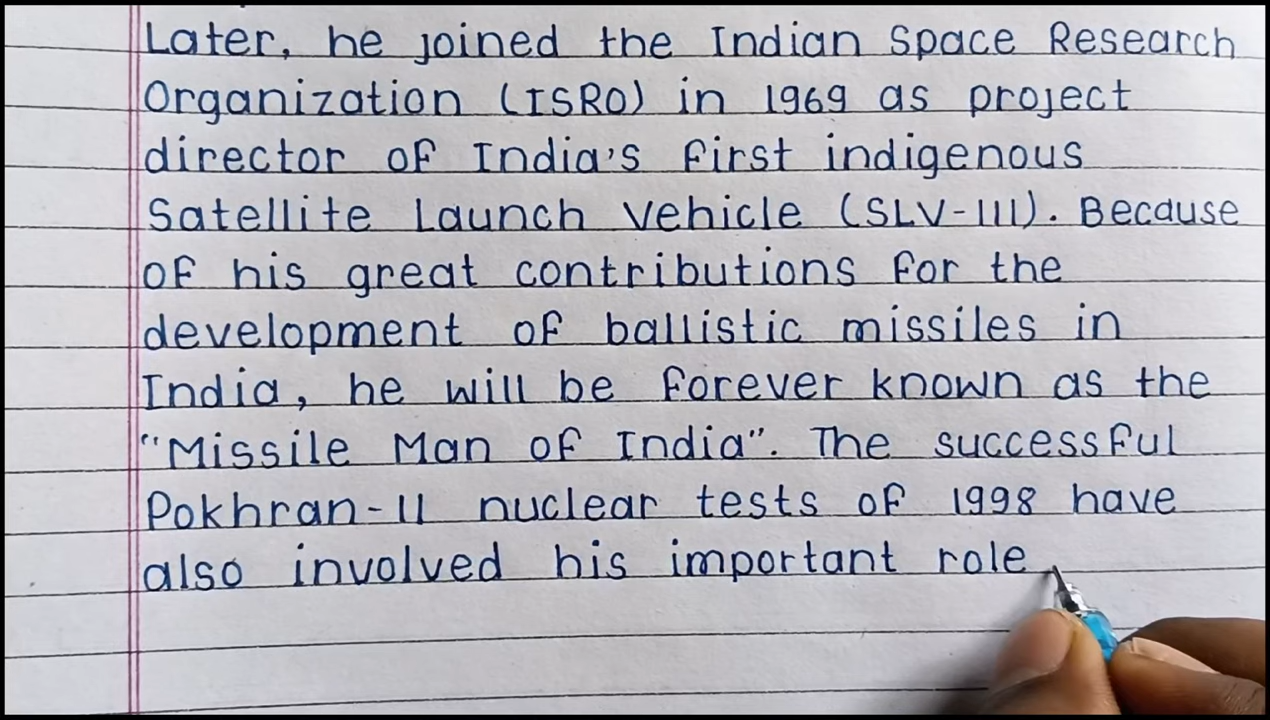 Later, he joined the Indian Space Research
Organization (ISRO) in 1969 as project
director of India's first indigenous
Satellite Launch Vehicle (SLV-III). Because
of his great contributions for the
development of ballistic missiles in
India, he will be forever known as the
"Missile Man of India". The successful
Pokhran-II nuclear tests of 1998 have
also involved his important role.